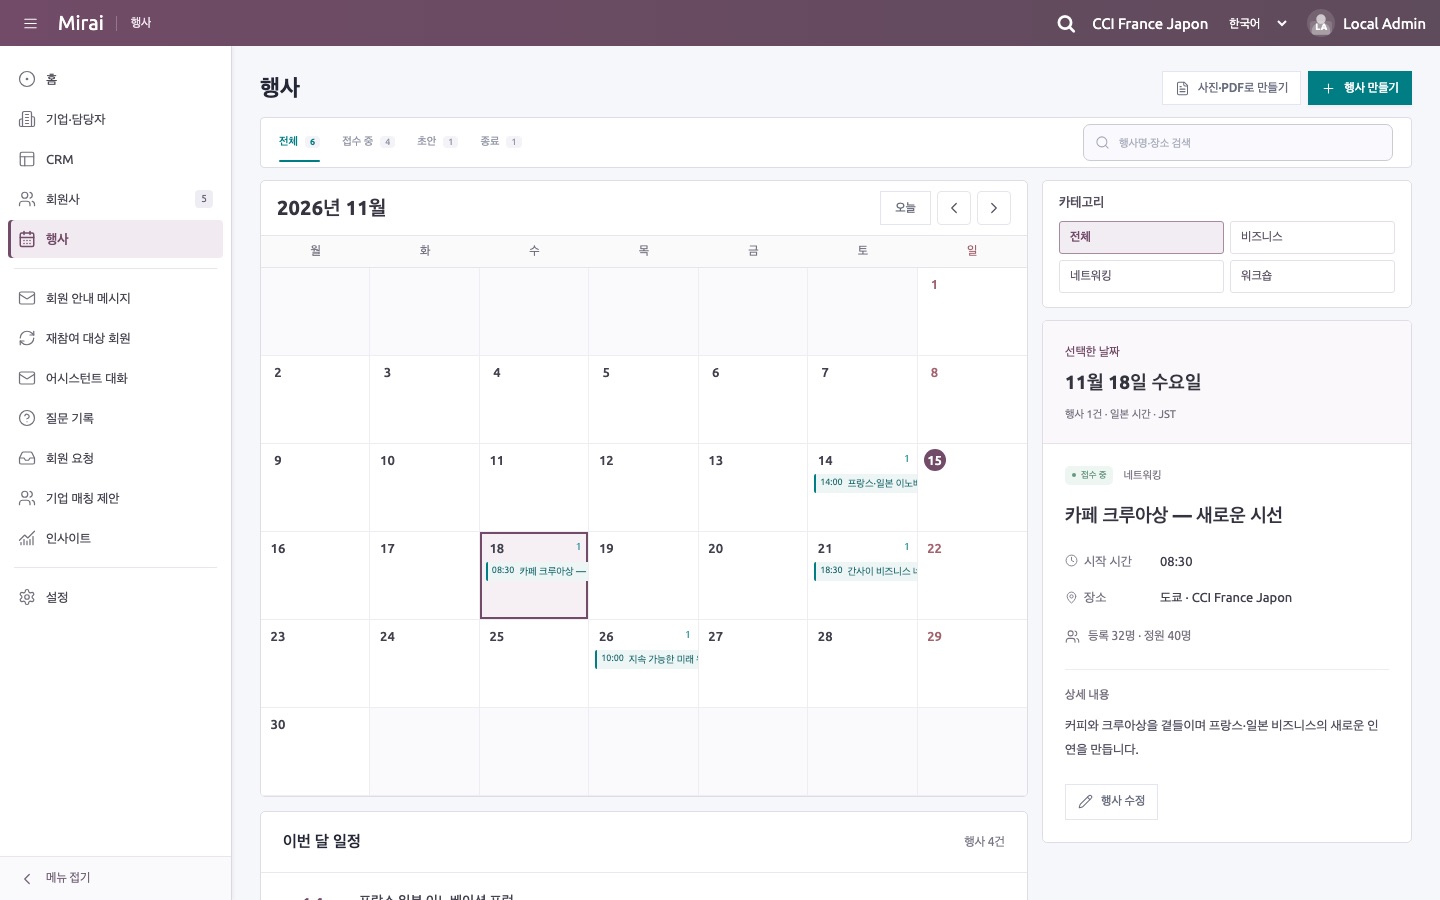 Mirai
행사
CCI France Japon
한국어
LA
Local Admin
홈
기업·담당자
CRM
회원사
5
행사
회원 안내 메시지
재참여 대상 회원
어시스턴트 대화
질문 기록
회원 요청
기업 매칭 제안
인사이트
설정
메뉴 접기
행사
사진·PDF로 만들기
행사 만들기
전체 6
접수 중 4
초안 1
종료 1
행사명·장소 검색
2026년 11월
오늘
월 화 수 목 금 토 일
1
2 3 4 5 6 7 8
9 10 11 12 13 14 1 15
14:00 프랑스·일본 이노
16 17 18 1 19 20 21 1 22
08:30 카페 크루아상 —
18:30 간사이 비즈니스
23 24 25 26 1 27 28 29
10:00 지속 가능한 미래
30
이번 달 일정
행사 4건
카테고리
전체
비즈니스
네트워킹
워크숍
선택한 날짜
11월 18일 수요일
행사 1건 · 일본 시간 · JST
접수 중
네트워킹
카페 크루아상 — 새로운 시선
시작 시간 08:30
장소 도쿄 · CCI France Japon
등록 32명 · 정원 40명
상세 내용
커피와 크루아상을 곁들이며 프랑스·일본 비즈니스의 새로운 인
연을 만듭니다.
행사 수정